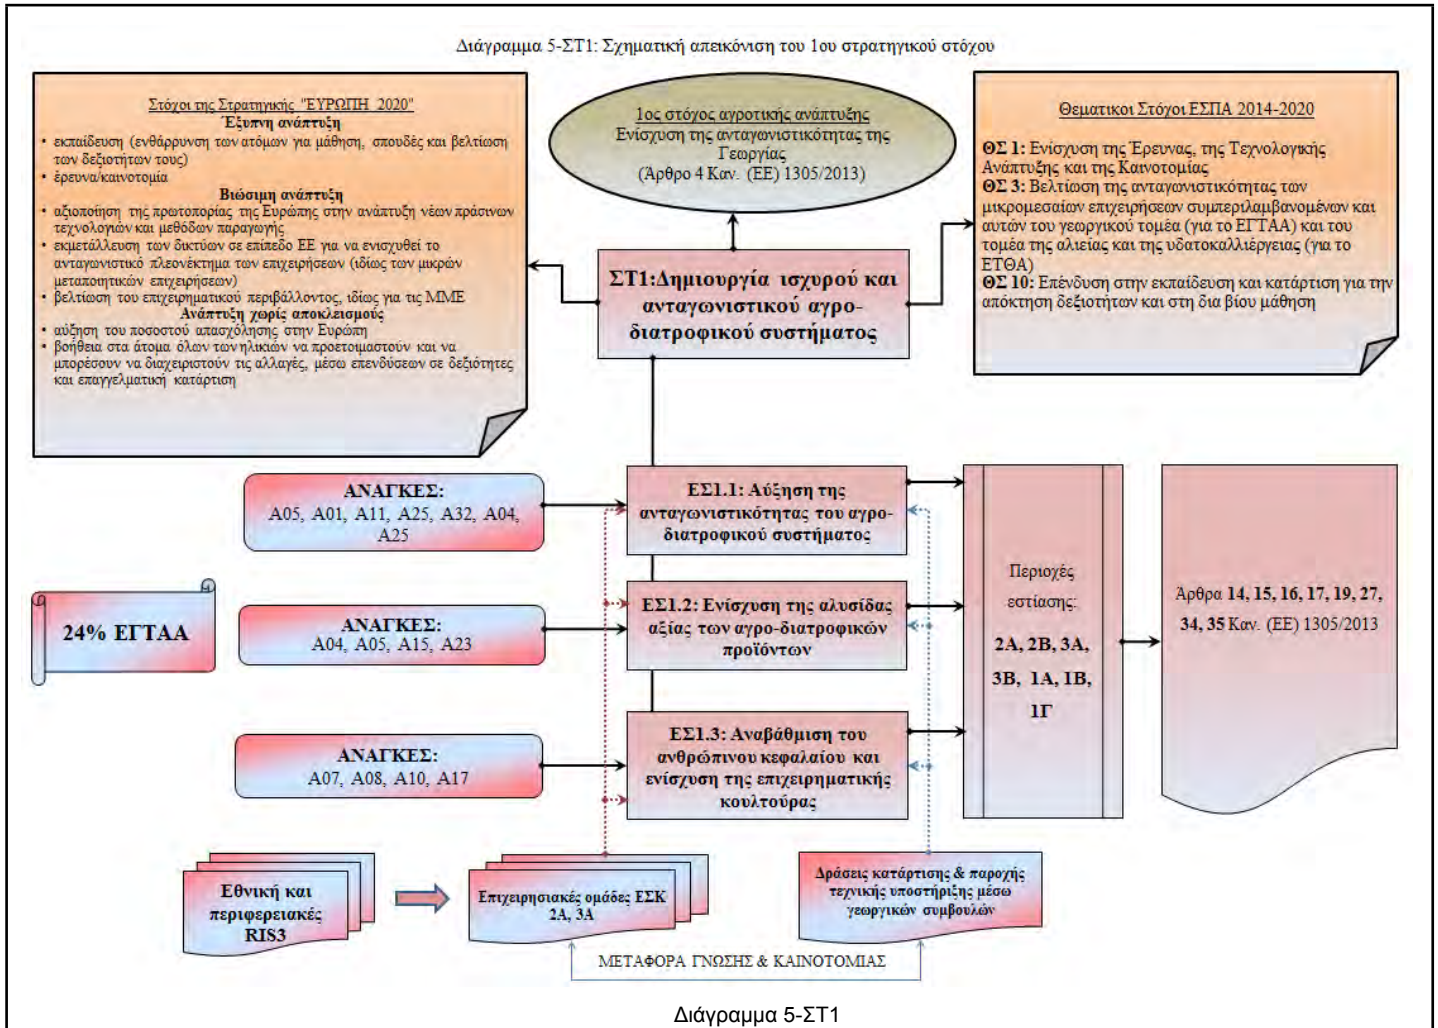 Διάγραμμα 5-ΣΤ1: Σχηματική απεικόνιση του 1ου στρατηγικού στόχου
Στόχοι της Στρατηγικής "ΕΥΡΩΠΗ 2020"
Έξυπνη ανάπτυξη
• εκπαίδευση (ενθάρρυνση των ατόμων για μάθηση, σπουδές και βελτίωση
των δεξιοτήτων τους)
• έρευνα/καινοτομία
Βιώσιμη ανάπτυξη
• αξιοποίηση της πρωτοπορίας της Ευρώπης στην ανάπτυξη νέων πράσινων
τεχνολογιών και μεθόδων παραγωγής
• εκμετάλλευση των δικτύων σε επίπεδο ΕΕ για να ενισχυθεί το
ανταγωνιστικό πλεονέκτημα των επιχειρήσεων (ιδίως των μικρών
μεταποιητικών επιχειρήσεων)
• βελτίωση του επιχειρηματικού περιβάλλοντος, ιδίως για τις ΜΜΕ
Ανάπτυξη χωρίς αποκλεισμούς
• αύξηση του ποσοστού απασχόλησης στην Ευρώπη
• βοήθεια στα άτομα όλων των ηλικιών να προετοιμαστούν και να
μπορέσουν να διαχειριστούν τις αλλαγές, μέσω επενδύσεων σε δεξιότητες
και επαγγελματική κατάρτιση
1ος στόχος αγροτικής ανάπτυξης
Ενίσχυση της ανταγωνιστικότητας της
Γεωργίας
(Άρθρο 4 Καν. (ΕΕ) 1305/2013)
Θεματικοι Στόχοι ΕΣΠΑ 2014-2020
ΘΣ 1: Ενίσχυση της Έρευνας, της Τεχνολογικής
Ανάπτυξης και της Καινοτομίας
ΘΣ 3: Βελτίωση της ανταγωνιστικότητας των
μικρομεσαίων επιχειρήσεων συμπεριλαμβανομένων και
αυτών του γεωργικού τομέα (για το ΕΓΤΑΑ) και του
τομέα της αλιείας και της υδατοκαλλιέργειας (για το
ΕΤΘΑ)
ΘΣ 10: Επένδυση στην εκπαίδευση και κατάρτιση για την
απόκτηση δεξιοτήτων και στη δια βίου μάθηση
ΣΤ1:Δημιουργία ισχυρού και
ανταγωνιστικού αγρο-
διατροφικού συστήματος
ΑΝΑΓΚΕΣ:
Α05, Α01, Α11, Α25, Α32, Α04,
Α25
ΕΣ1.1: Αύξηση της
ανταγωνιστικότητας του αγρο-
διατροφικού συστήματος
24% ΕΓΤΑΑ
ΑΝΑΓΚΕΣ:
Α04, Α05, Α15, Α23
ΕΣ1.2: Ενίσχυση της αλυσίδας
αξίας των αγρο-διατροφικών
προϊόντων
ΑΝΑΓΚΕΣ:
Α07, Α08, Α10, Α17
ΕΣ1.3: Αναβάθμιση του
ανθρώπινου κεφαλαίου και
ενίσχυση της επιχειρηματικής
κουλτούρας
Περιοχές
εστίασης:
2Α, 2Β, 3Α,
3Β, 1Α, 1Β,
1Γ
Άρθρα 14, 15, 16, 17, 19, 27,
34, 35 Καν. (ΕΕ) 1305/2013
Εθνική και
περιφερειακές
RIS3
Επιχειρησιακές ομάδες ΕΣΚ
2Α, 3Α
Δράσεις κατάρτισης & παροχής
τεχνικής υποστήριξης μέσω
γεωργικών συμβουλών
ΜΕΤΑΦΟΡΑ ΓΝΩΣΗΣ & ΚΑΙΝΟΤΟΜΙΑΣ
Διάγραμμα 5-ΣΤ1